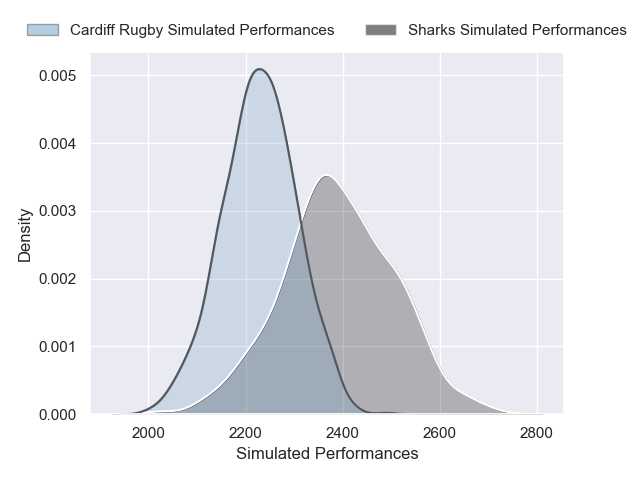 Cardiff Rugby Simulated Performances
Sharks Simulated Performances
0.005
0.004
0.003
0.002
0.001
0.000
Density
2000
2200
2400
2600
2800
Simulated Performances